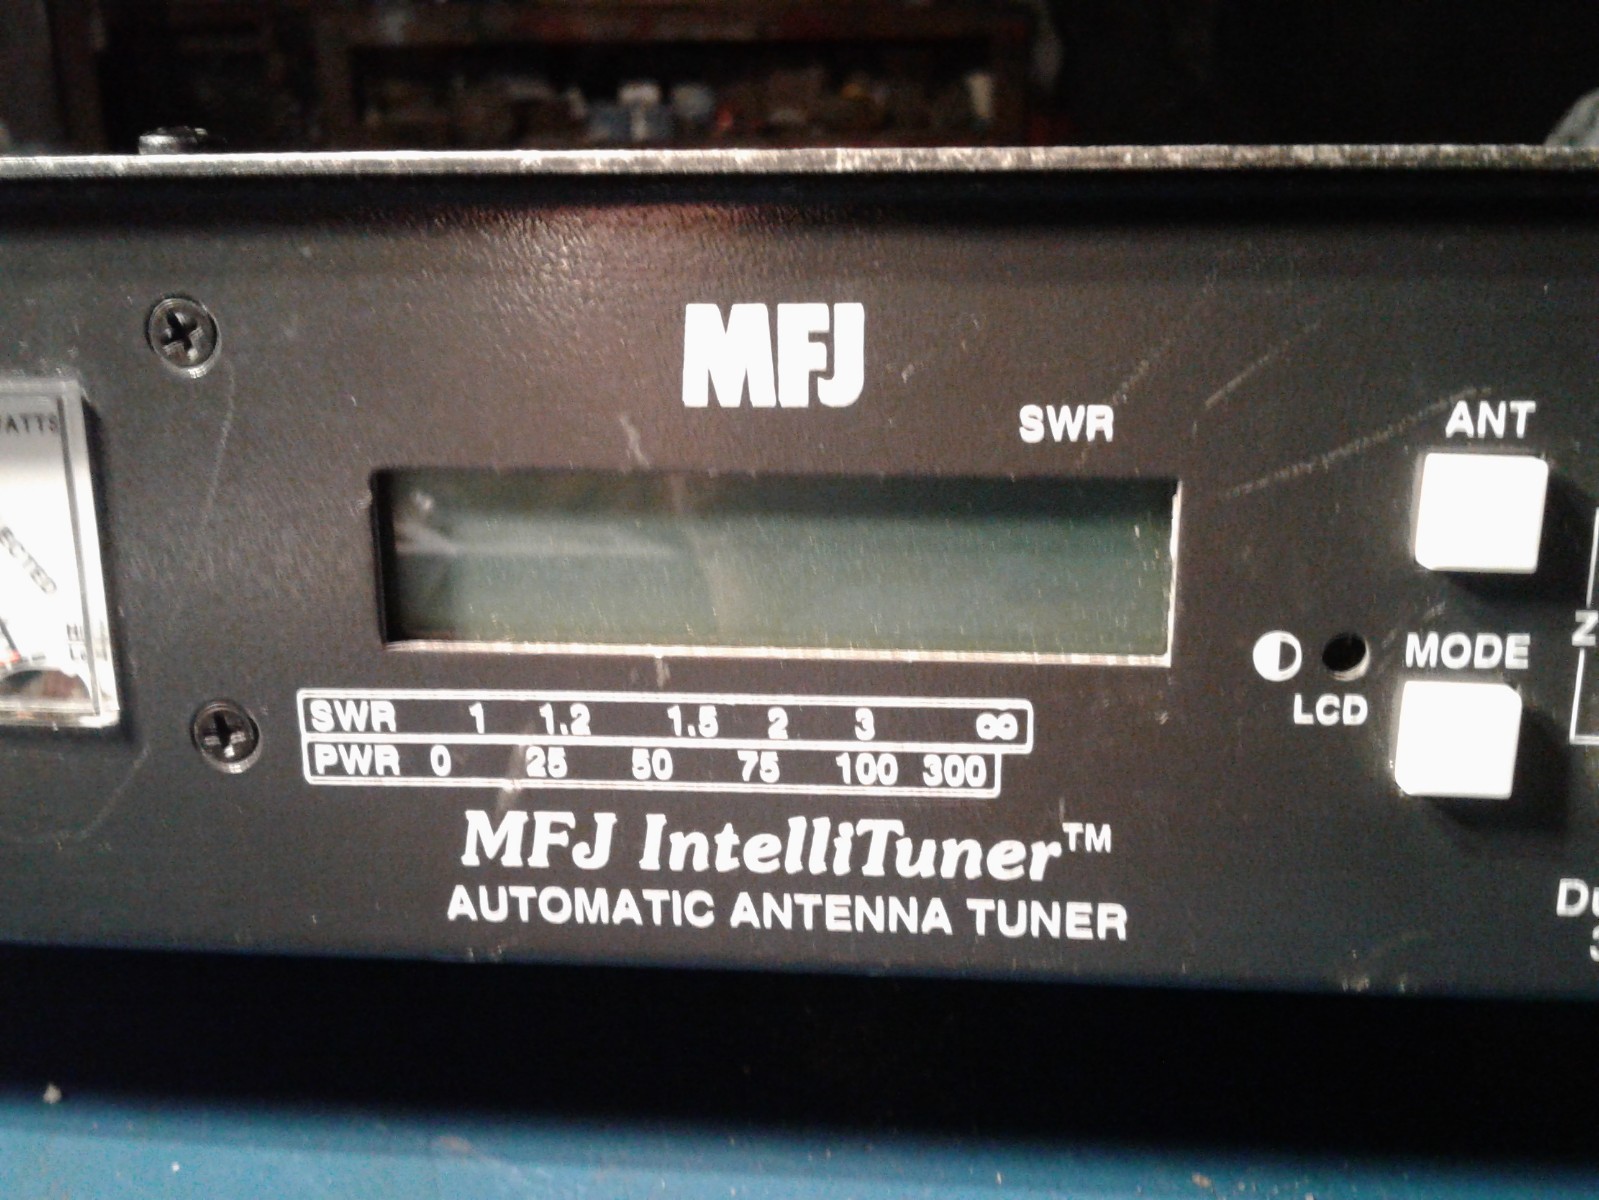 MFJ
SWR
ANT
MODE
LCD
SWR 1 1.2 1.5 2 3 ∞
PWR 0 25 50 75 100 300
MFJ IntelliTuner™
AUTOMATIC ANTENNA TUNER